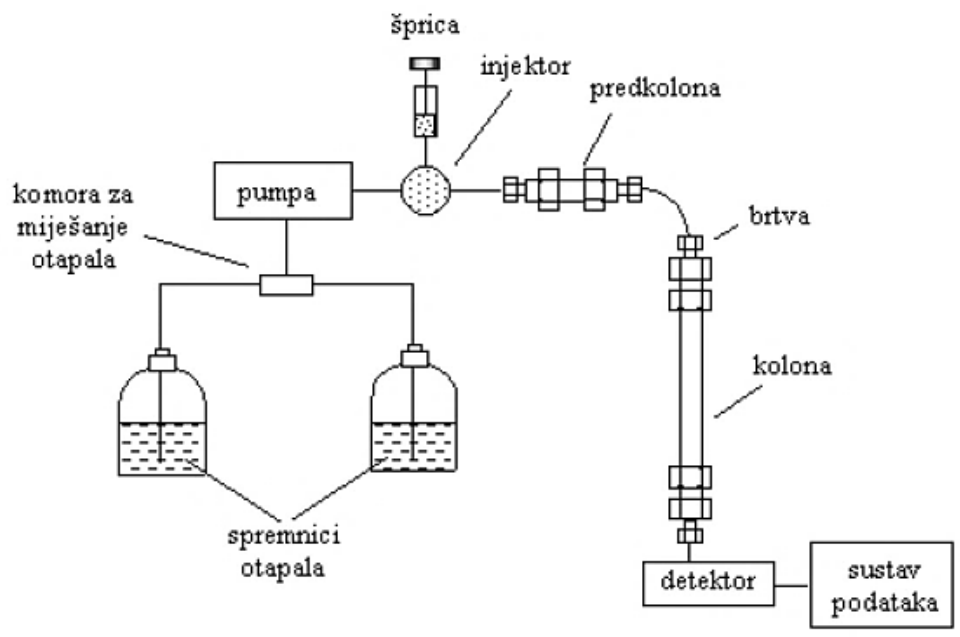 šprica
injektor
predkolona
pumpa
komora za
miješanje
otapala
brtva
kolona
spremnici
otapala
detektor
sustav
podataka